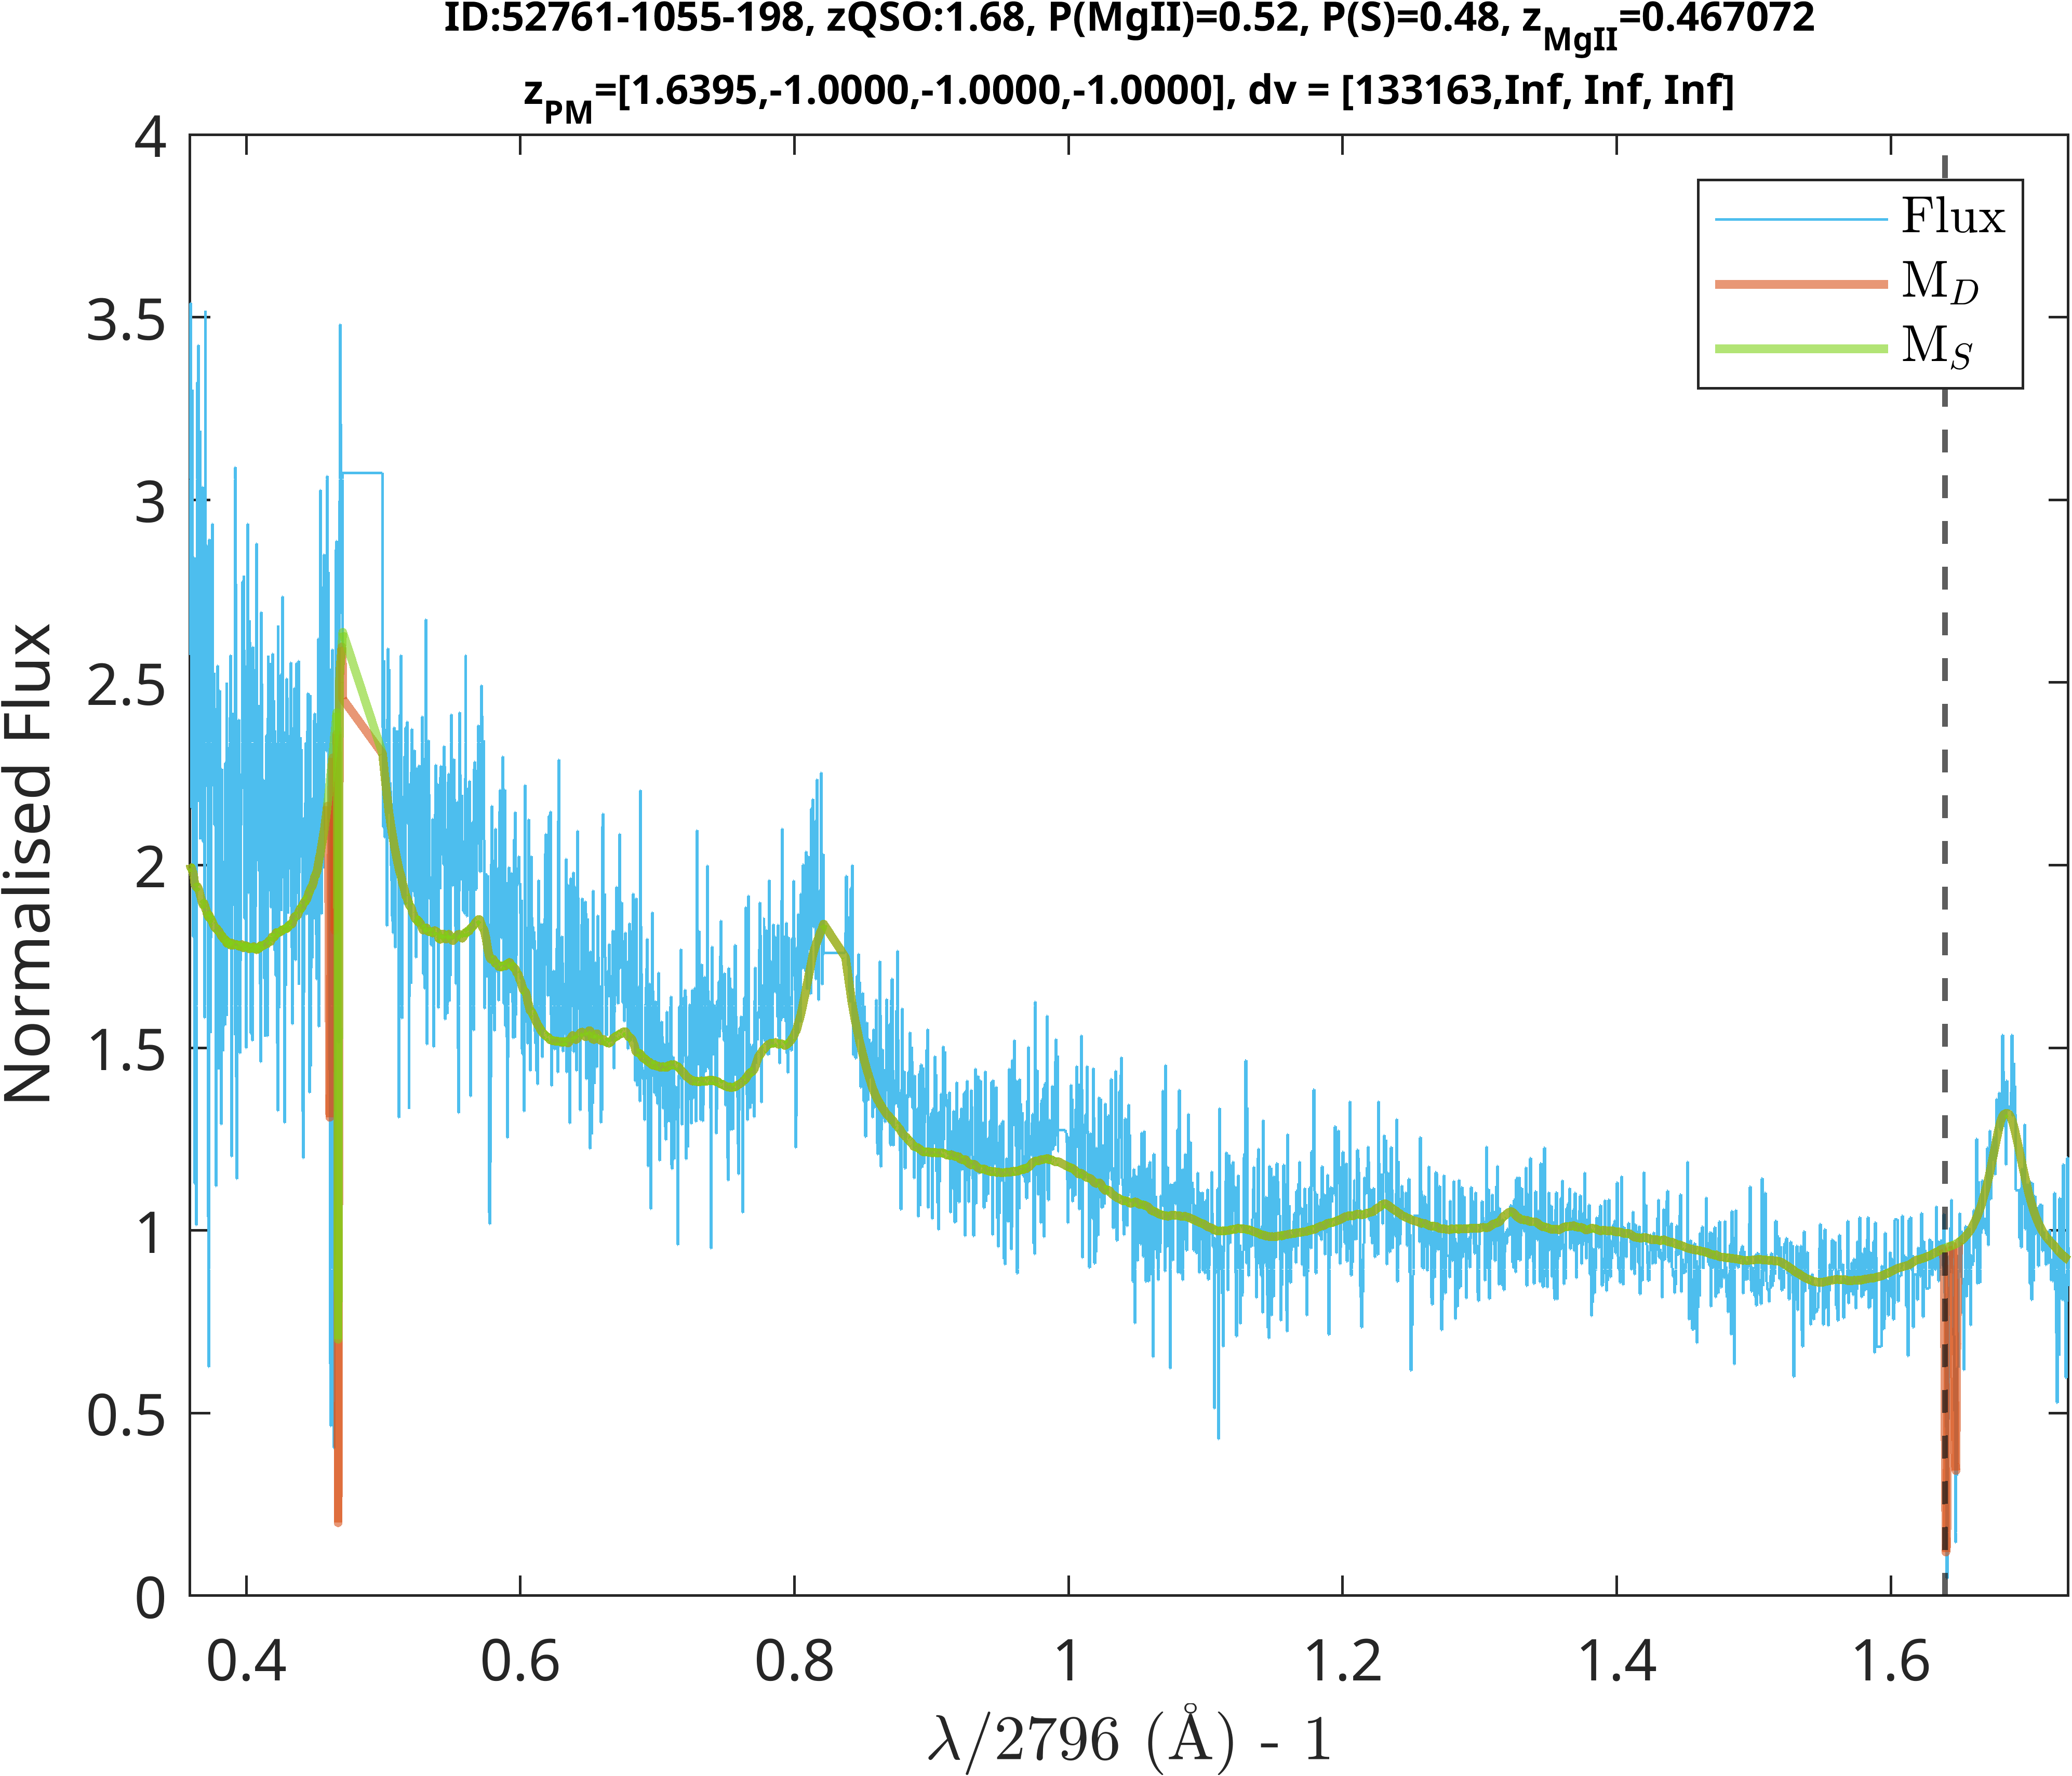 ID:52761-1055-198, zQSO:1.68, P(MgII)=0.52, P(S)=0.48, zMgII=0.467072
zPM=[1.6395,-1.0000,-1.0000,-1.0000], dv = [133163,Inf, Inf, Inf]
4
3.5
3
2.5
2
1.5
1
0.5
0
Normalised Flux
Flux
MD
MS
0.4 0.6 0.8 1 1.2 1.4 1.6
λ/2796 (Å) - 1